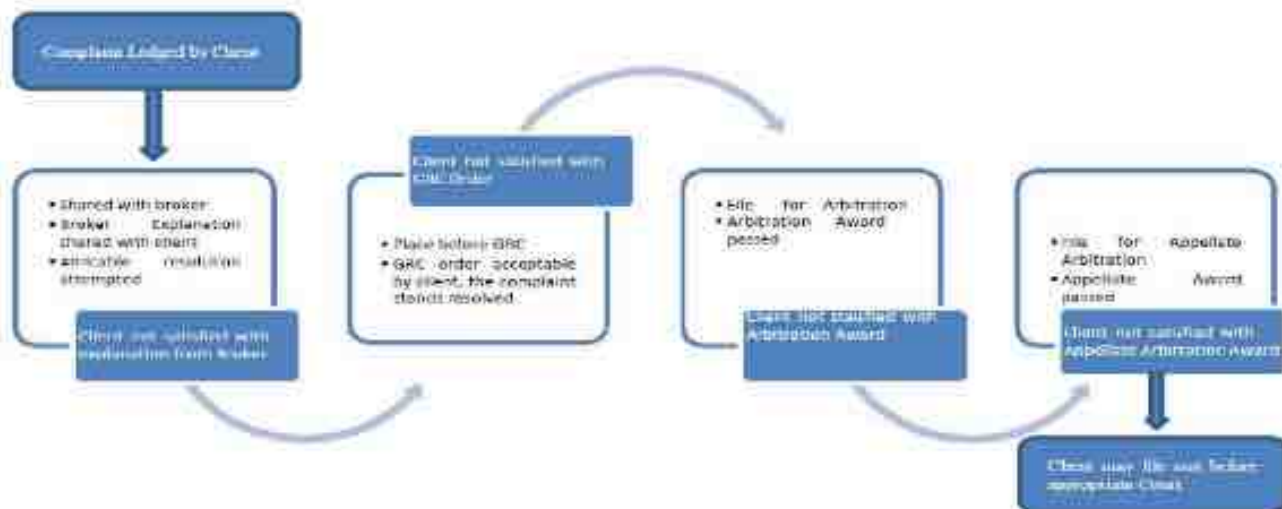 Complaint Lodged by Client
• Shared with broker
• Broker Explanation
shared with client
• Amicable resolution
attempted
Client not satisfied with
explanation from Broker
Client not satisfied with
GRC Order
• Place before GRC
• GRC order acceptable
by client, the complaint
stands resolved
• File for Arbitration
• Arbitration Award
passed
Client not statified with
Arbitration Award
• File for Appellate
Arbitration
• Appellate Award
passed
Client not satisfied with
Appellate Arbitration Award
Client may file suit before
appropriate Court